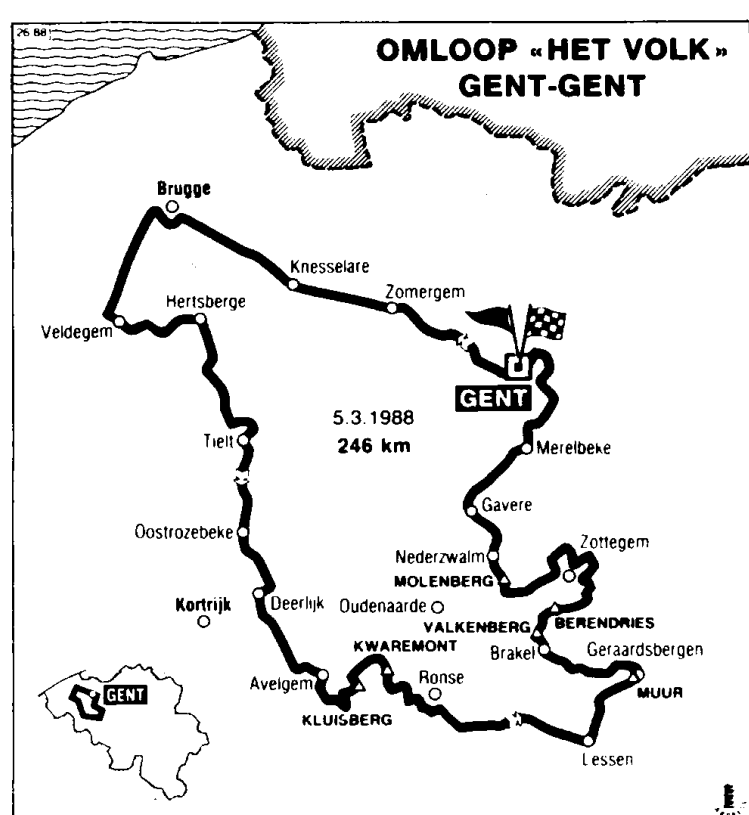 26 88
OMLOOP «HET VOLK»
GENT-GENT
Brugge
Knesselare
Zomergem
Hertsberge
Veldegem
GENT
5.3.1988
246 km
Tielt
Merelbeke
Gavere
Oostrozebeke
Nederzwalm
Zottegem
MOLENBERG
Deerlijk
Oudenaarde
Kortrijk
BERENDRIES
VALKENBERG
KWAREMONT
Brakel
Geraardsbergen
Avelgem
Ronse
MUUR
GENT
KLUISBERG
Lessen